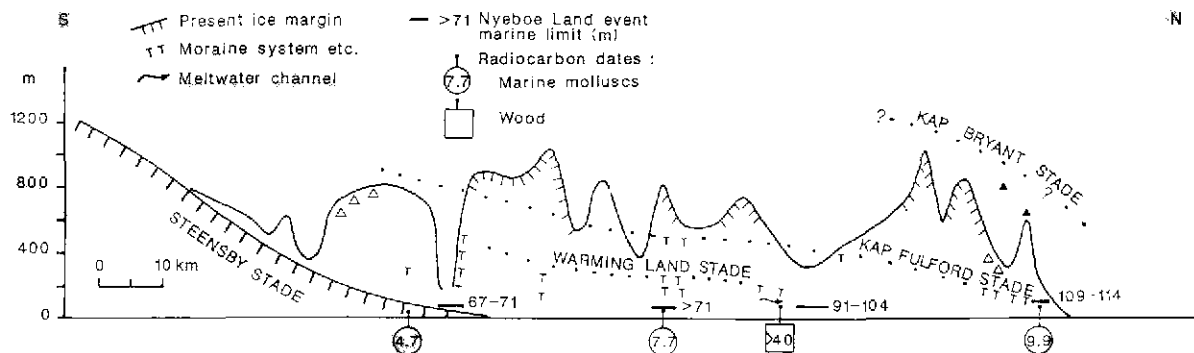 S
N
Present ice margin
T T Moraine system etc.
Meltwater channel
>71 Nyeboe Land event
marine limit (m)
Radiocarbon dates :
7.7 Marine molluscs
Wood
m
1200
800
400
0
0 10 km
STEENSBY STADE
WARMING LAND STADE
KAP FULFORD STADE
?
KAP BRYANT STADE
?
67-71
>71
91-104
109-114
4.7
7.7
>40
9.9